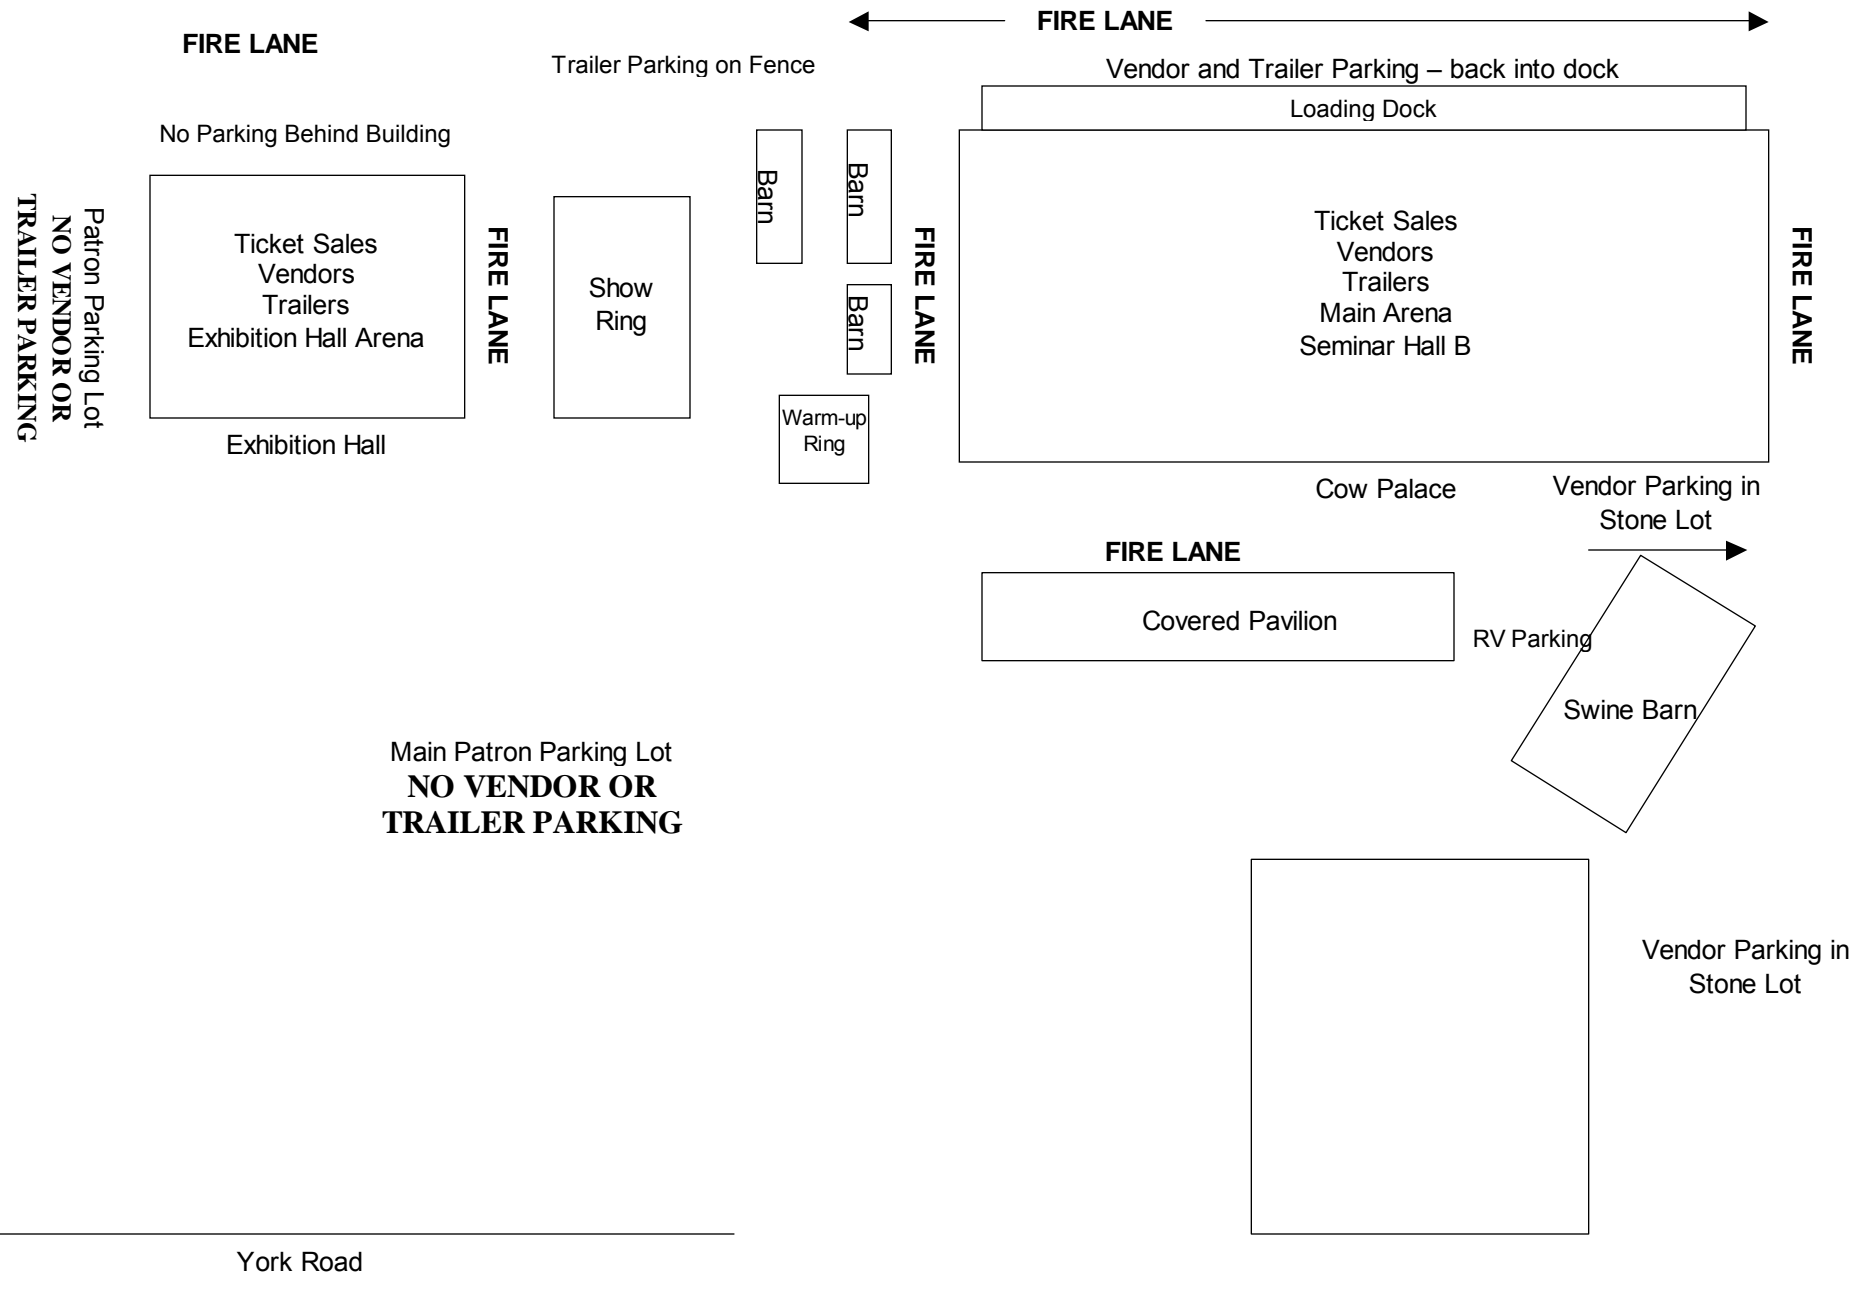 FIRE LANE
FIRE LANE
Trailer Parking on Fence
Vendor and Trailer Parking – back into dock
Loading Dock
No Parking Behind Building
Patron Parking Lot
NO VENDOR OR
TRAILER PARKING
Ticket Sales
Vendors
Trailers
Exhibition Hall Arena
Exhibition Hall
FIRE LANE
Show
Ring
Barn
Barn
Barn
Warm-up
Ring
FIRE LANE
Ticket Sales
Vendors
Trailers
Main Arena
Seminar Hall B
FIRE LANE
Cow Palace
Vendor Parking in
Stone Lot
FIRE LANE
Covered Pavilion
RV Parking
Swine Barn
Main Patron Parking Lot
NO VENDOR OR
TRAILER PARKING
Vendor Parking in
Stone Lot
York Road